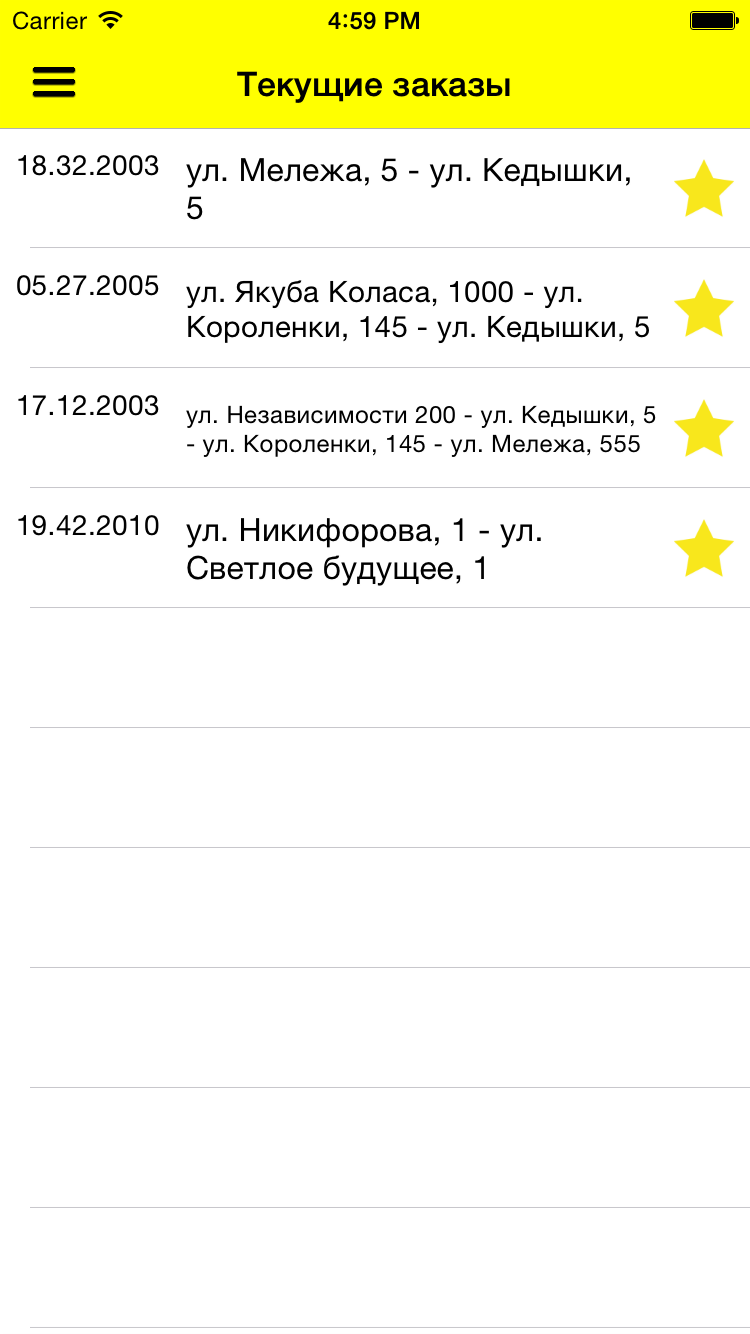 Carrier 4:59 PM
Текущие заказы
18.32.2003 ул. Мележа, 5 - ул. Кедышки,
5
05.27.2005 ул. Якуба Коласа, 1000 - ул.
Короленки, 145 - ул. Кедышки, 5
17.12.2003 ул. Независимости 200 - ул. Кедышки, 5
- ул. Короленки, 145 - ул. Мележа, 555
19.42.2010 ул. Никифорова, 1 - ул.
Светлое будущее, 1